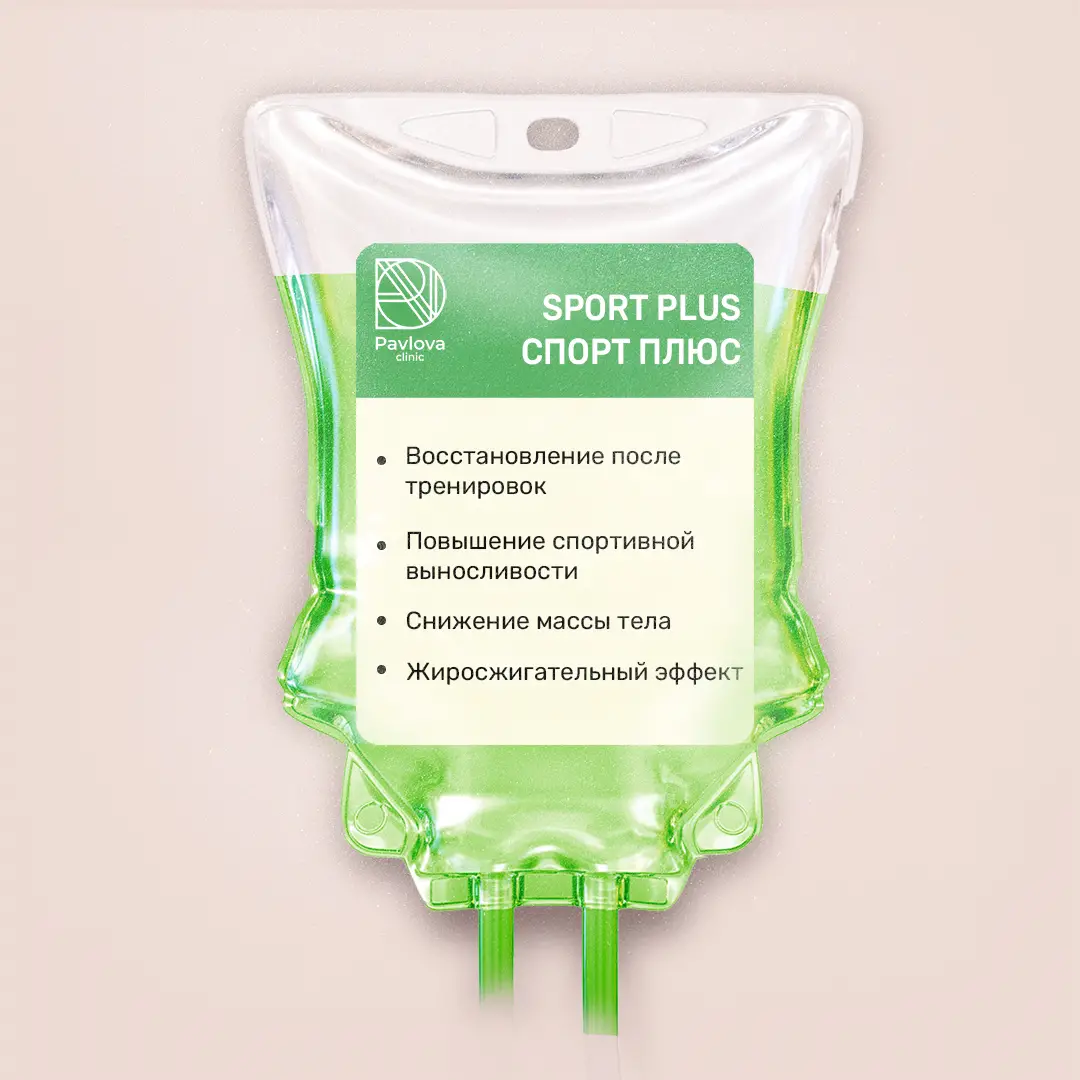 Pavlova
clinic
SPORT PLUS
СПОРТ ПЛЮС
• Восстановление после
тренировок
• Повышение спортивной
выносливости
• Снижение массы тела
• Жиросжигательный эффект